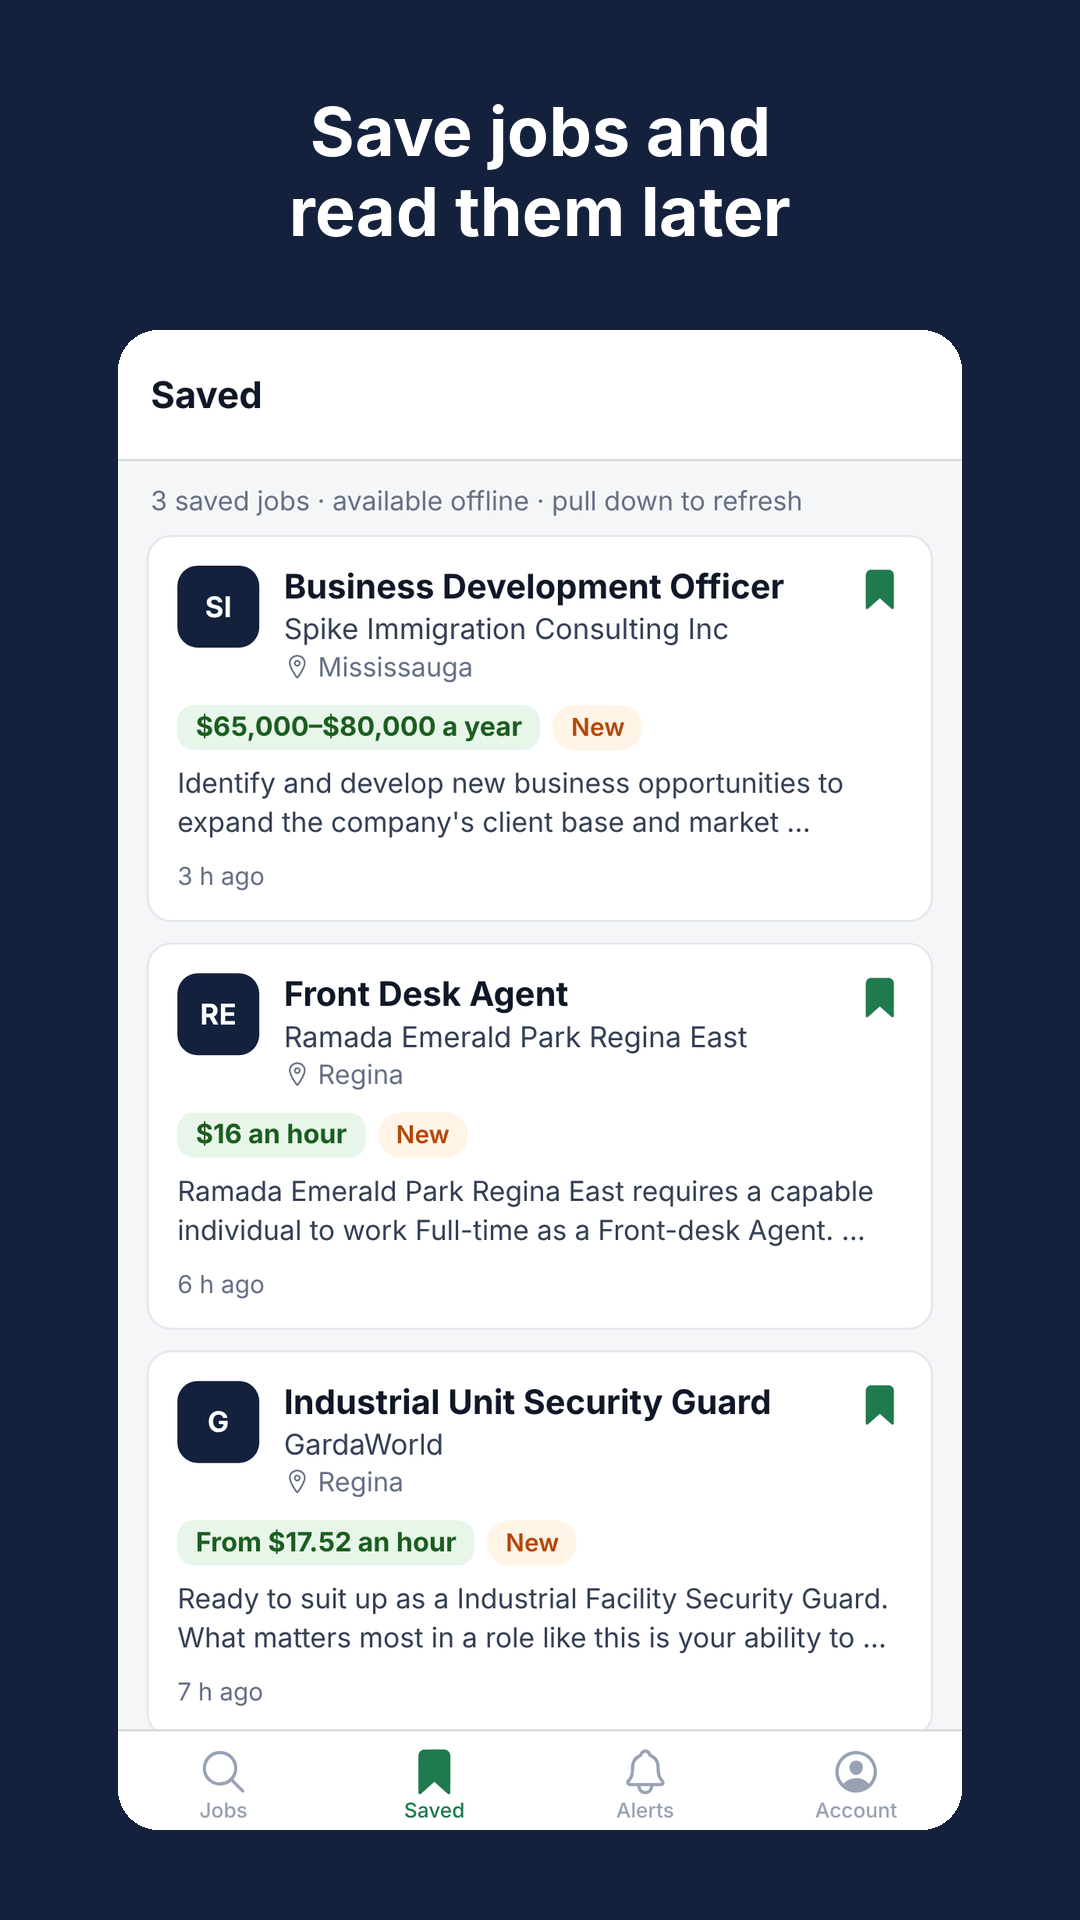 Save jobs and
read them later
Saved
3 saved jobs · available offline · pull down to refresh
SI
Business Development Officer
Spike Immigration Consulting Inc
Mississauga
$65,000–$80,000 a year
New
Identify and develop new business opportunities to
expand the company's client base and market ...
3 h ago
RE
Front Desk Agent
Ramada Emerald Park Regina East
Regina
$16 an hour
New
Ramada Emerald Park Regina East requires a capable
individual to work Full-time as a Front-desk Agent. ...
6 h ago
G
Industrial Unit Security Guard
GardaWorld
Regina
From $17.52 an hour
New
Ready to suit up as a Industrial Facility Security Guard.
What matters most in a role like this is your ability to ...
7 h ago
Jobs
Saved
Alerts
Account